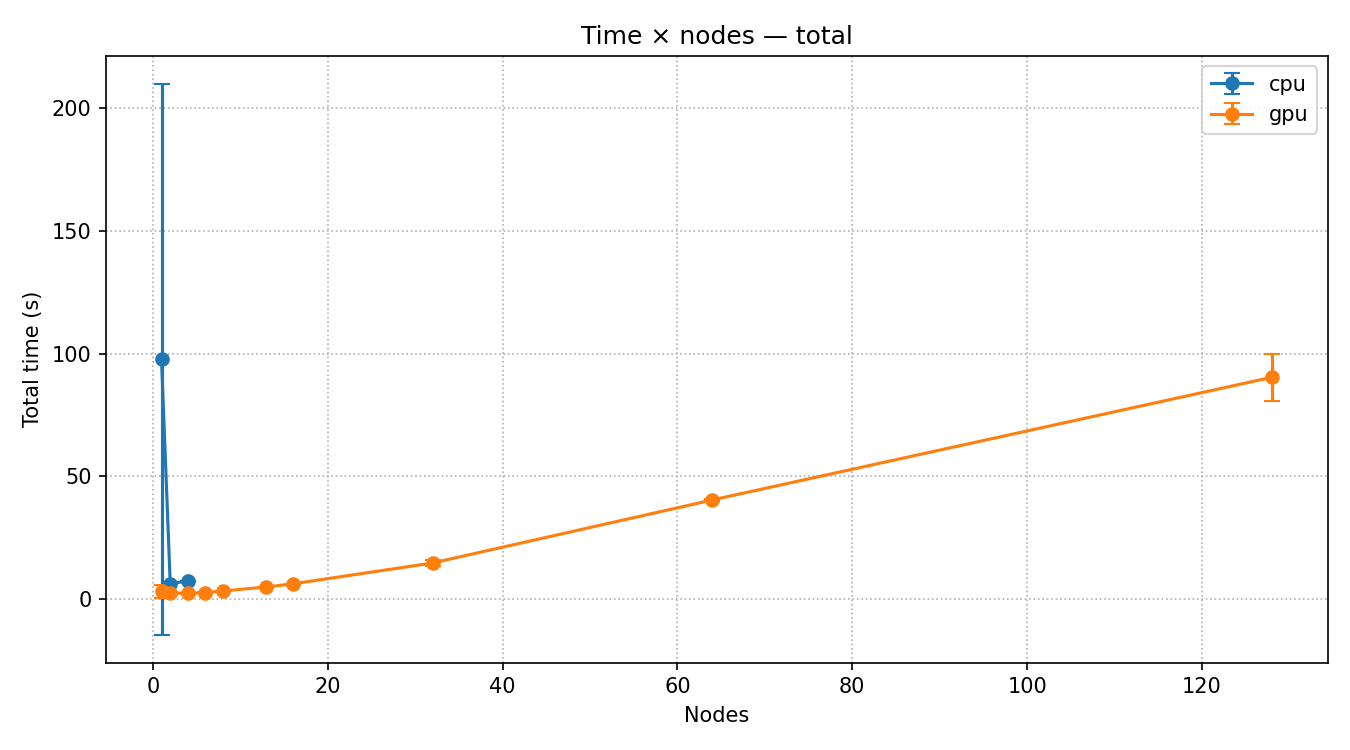 Time × nodes — total
cpu
gpu
Total time (s)
200
150
100
50
0
0 20 40 60 80 100 120
Nodes